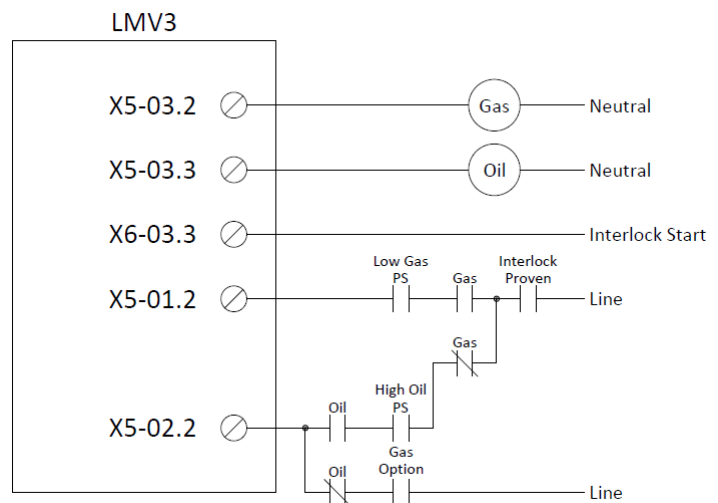 LMV3
X5-03.2 Gas Neutral
X5-03.3 Oil Neutral
X6-03.3 Interlock Start
Low Gas PS Gas Interlock Proven
X5-01.2 Line
Gas
Oil High Oil PS
X5-02.2
Oil Gas Option
Line